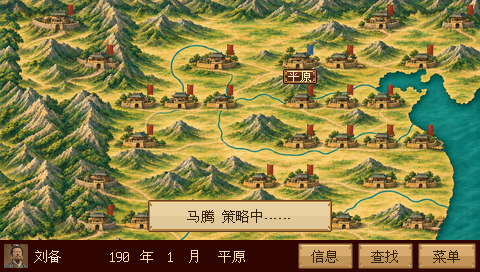 平原
马腾 策略中......
刘备 190 年 1 月 平原 信息 查找 菜单